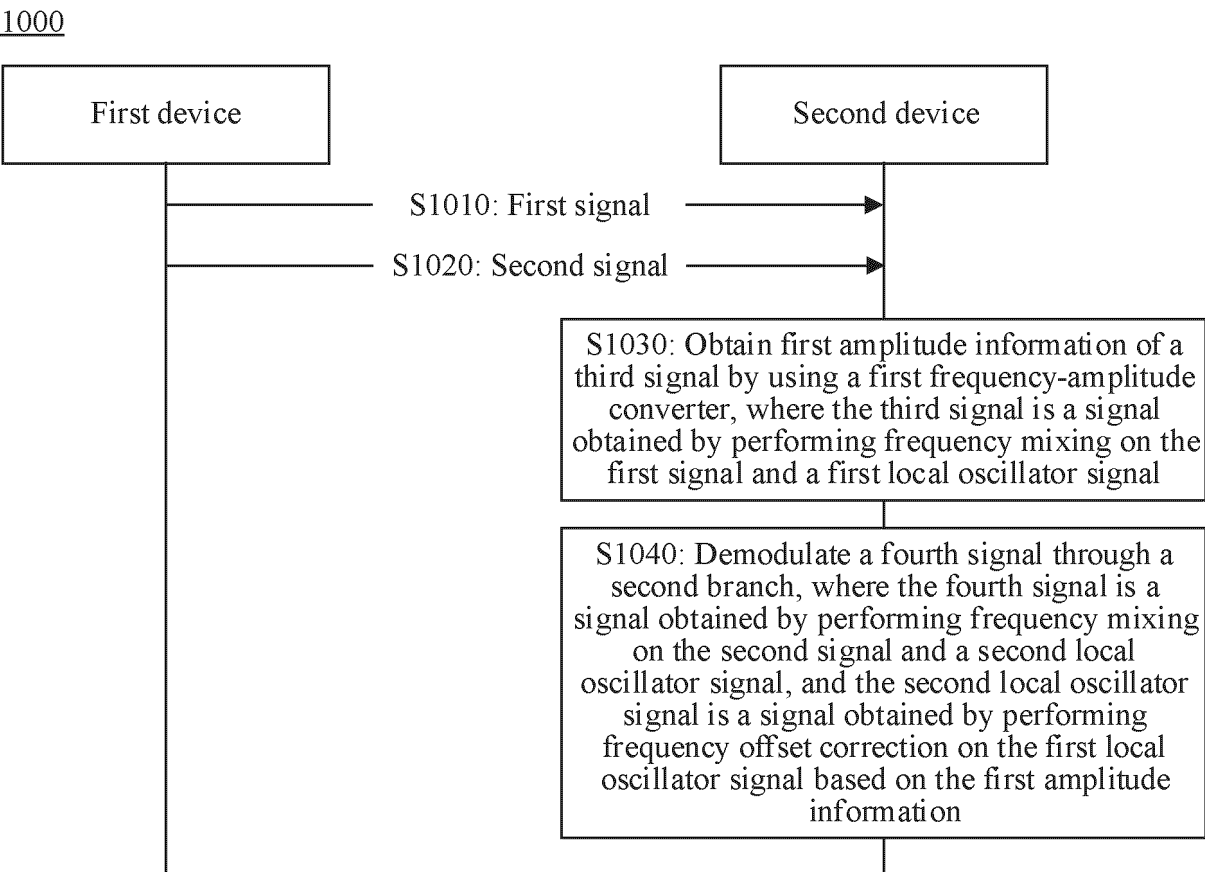 1000
First device
Second device
S1010: First signal
S1020: Second signal
S1030: Obtain first amplitude information of a
third signal by using a first frequency-amplitude
converter, where the third signal is a signal
obtained by performing frequency mixing on the
first signal and a first local oscillator signal
S1040: Demodulate a fourth signal through a
second branch, where the fourth signal is a
signal obtained by performing frequency mixing
on the second signal and a second local
oscillator signal, and the second local oscillator
signal is a signal obtained by performing
frequency offset correction on the first local
oscillator signal based on the first amplitude
information